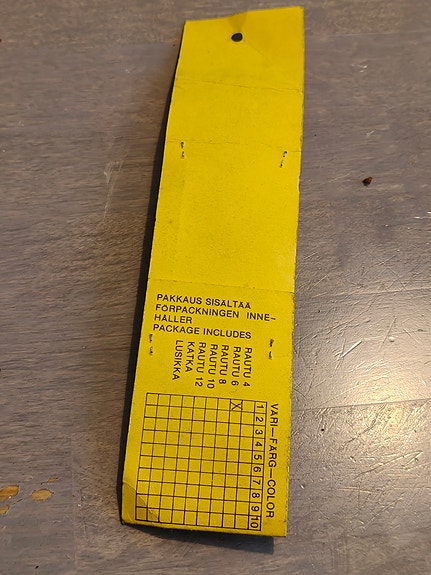 PAKKAUS SISÄLTÄÄ
FÖRPACKNINGEN INNE-
HÅLLER
PACKAGE INCLUDES
RAUTU 4
RAUTU 6
RAUTU 8
RAUTU 10
RAUTU 12
KATKA
LUSIKKA
VÄRI-FÄRG-COLOR
1 2 3 4 5 6 7 8 9 10
X